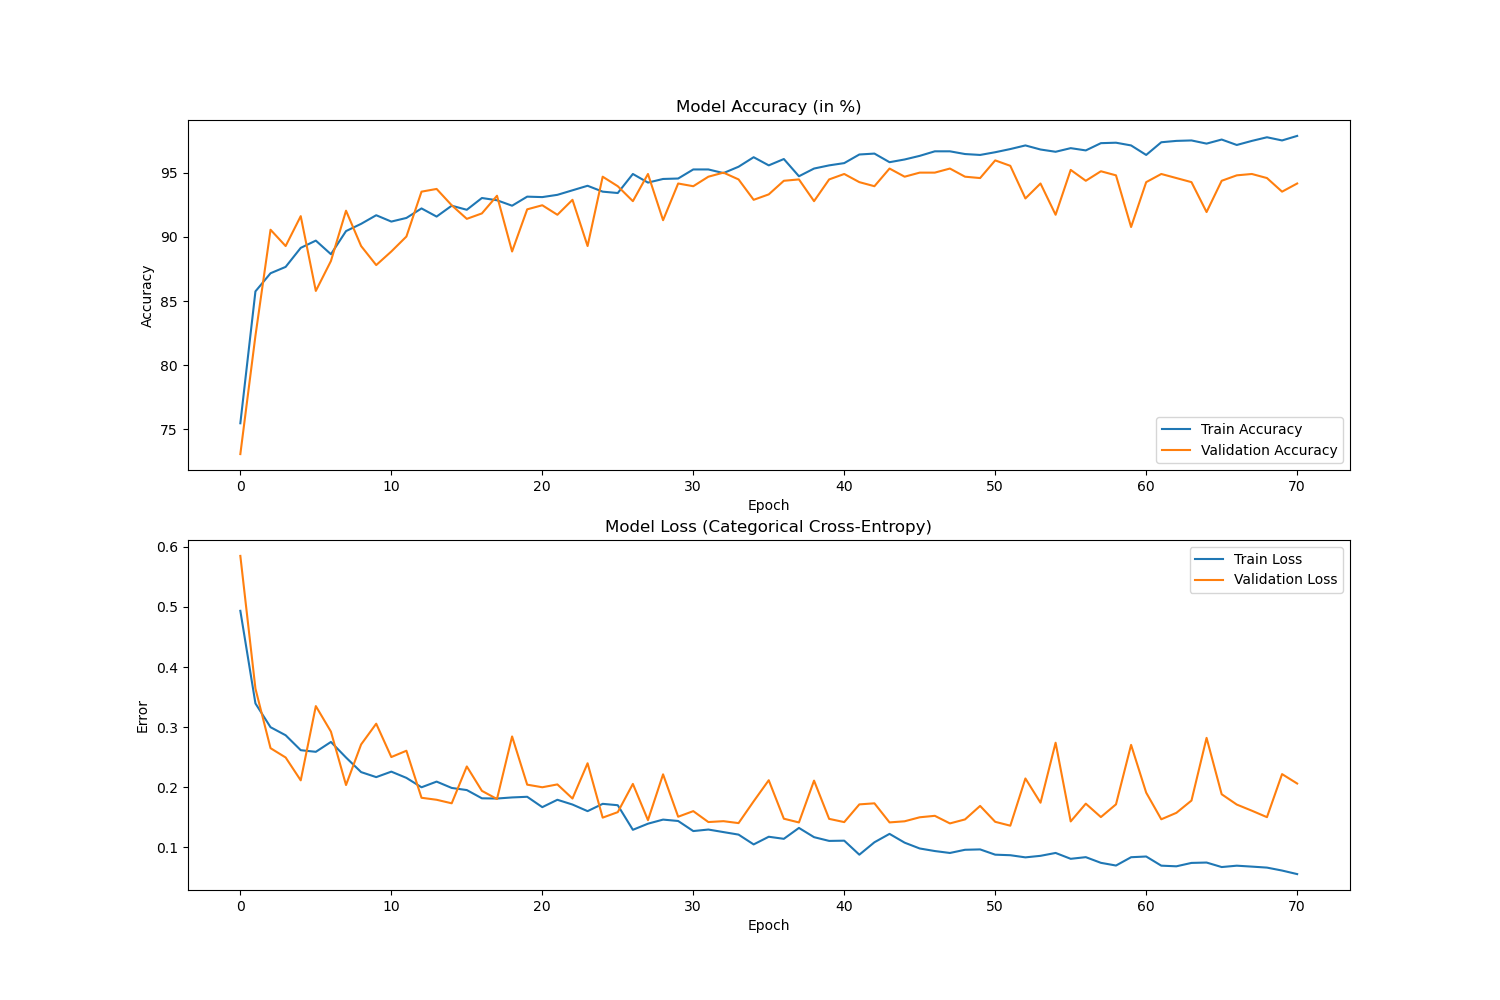 Model Accuracy (in %)
Accuracy
95
90
85
80
75
Train Accuracy
Validation Accuracy
0 10 20 30 40 50 60 70
Epoch
Model Loss (Categorical Cross-Entropy)
Error
0.6
0.5
0.4
0.3
0.2
0.1
Train Loss
Validation Loss
0 10 20 30 40 50 60 70
Epoch